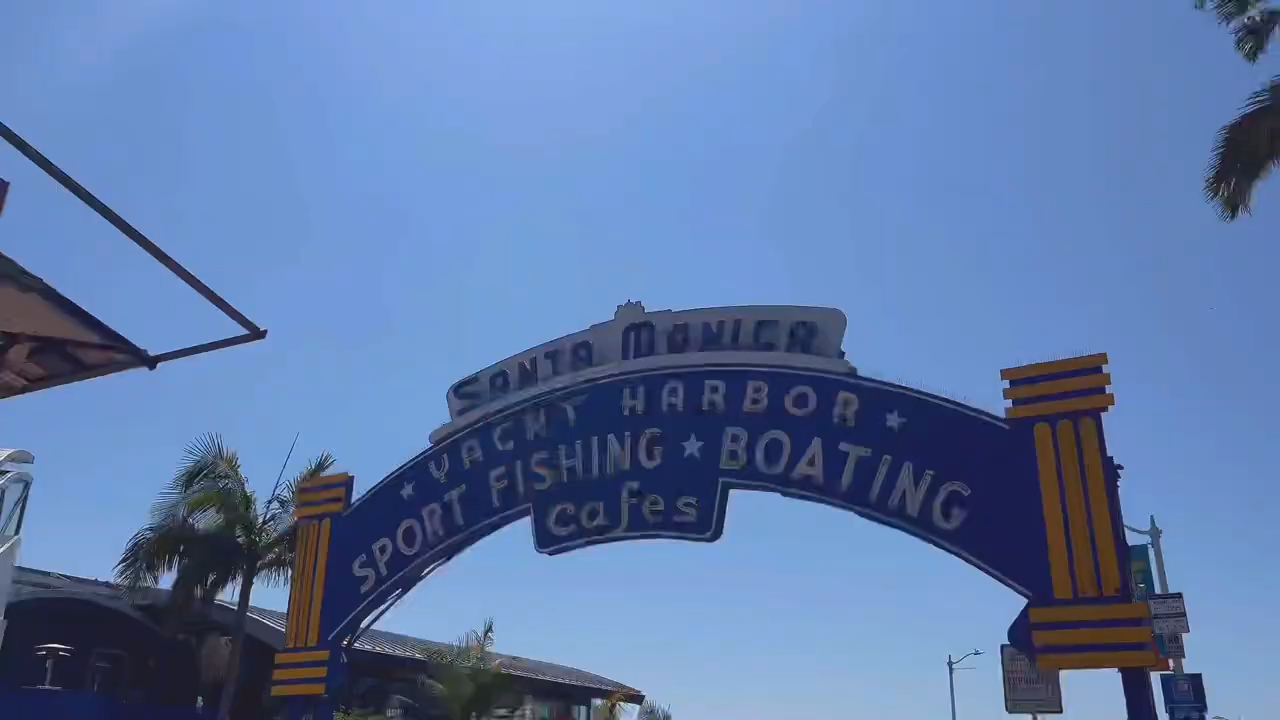 SANTA MONICA
★ YACHT HARBOR ★
SPORT FISHING ★ BOATING
cafes